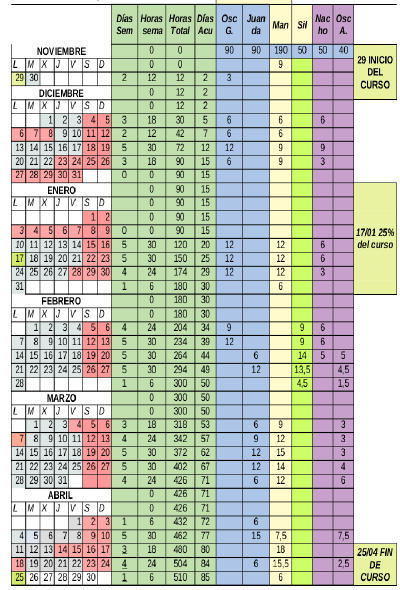 Días Sem Horas sema Horas Total Días Acu Osc G. Juan da Man Sil Nac ho Osc A.
NOVIEMBRE 0 0 90 90 190 50 50 40
L M X J V S D 9
29 30 2 12 12 2 3
DICIEMBRE 0 12 2
0 12 2
1 2 3 4 5 3 18 30 5 6 6 6
6 7 8 9 10 11 12 2 12 42 7 6 6
13 14 15 16 17 18 19 5 30 72 12 12 9 9
20 21 22 23 24 25 26 3 18 90 15 6 9 3
27 28 29 30 31 0 0 90 15
29 INICIO DEL CURSO
ENERO 0 90 15
L M X J V S D 0 90 15
1 2 0 90 15
3 4 5 6 7 8 9 0 0 90 15
10 11 12 13 14 15 16 5 30 120 20 12 12 6
17 18 19 20 21 22 23 5 30 150 25 12 12 6
24 25 26 27 28 29 30 4 24 174 29 12 12 3
31 1 6 180 30 6
17/01 25% del curso
FEBRERO 0 180 30
L M X J V S D 0 180 30
1 2 3 4 5 6 4 24 204 34 9 9 6
7 8 9 10 11 12 13 5 30 234 39 12 9 6
14 15 16 17 18 19 20 5 30 264 44 6 14 5 5
21 22 23 24 25 26 27 5 30 294 49 12 13,5 4,5
28 1 6 300 50 4,5 1,5
MARZO 0 300 50
L M X J V S D 0 300 50
1 2 3 4 5 6 3 18 318 53 6 9 3
7 8 9 10 11 12 13 4 24 342 57 9 12 3
14 15 16 17 18 19 20 5 30 372 62 12 15 3
21 22 23 24 25 26 27 5 30 402 67 12 14 4
28 29 30 31 4 24 426 71 6 12 6
ABRIL 0 426 71
L M X J V S D 0 426 71
1 2 3 1 6 432 72 6
4 5 6 7 8 9 10 5 30 462 77 15 7,5 7,5
11 12 13 14 15 16 17 3 18 480 80 18
18 19 20 21 22 23 24 4 24 504 84 6 15,5 2,5
25 26 27 28 29 30 1 6 510 85 6
25/04 FIN DE CURSO